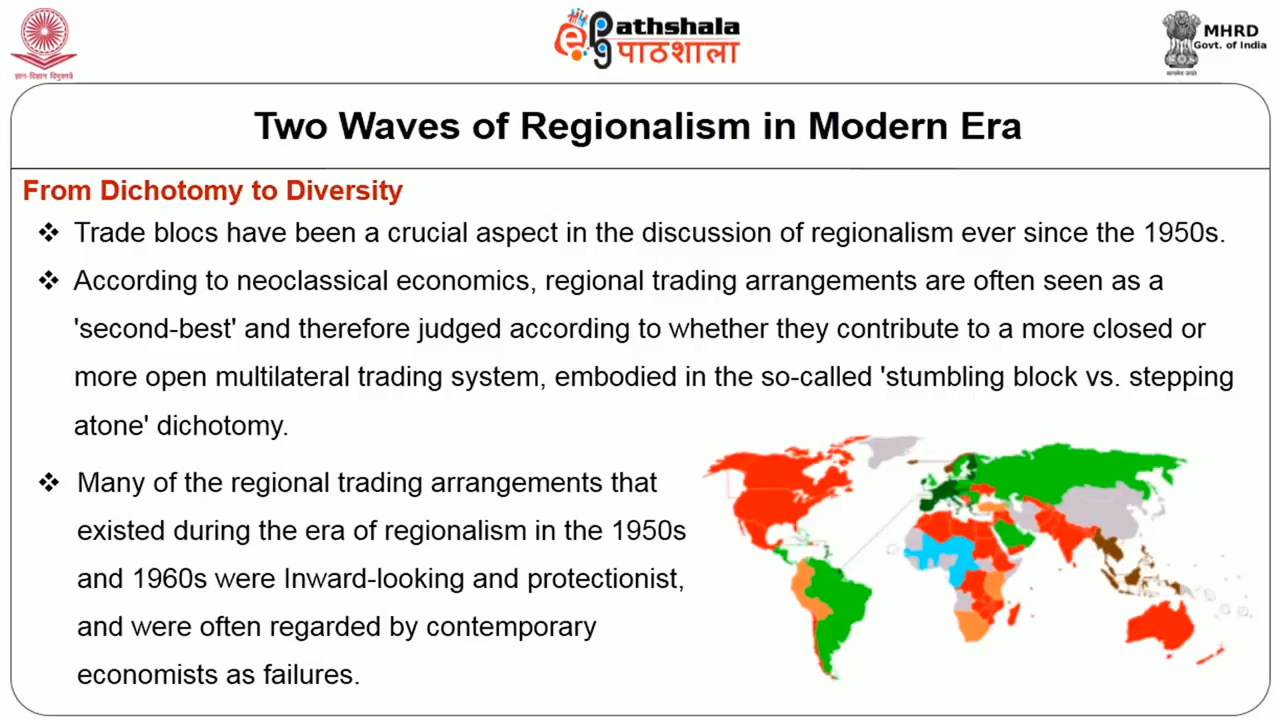 ज्ञान-विज्ञान विमुक्तये
ePG Pathshala
पाठशाला
MHRD
Govt. of India
सत्यमेव जयते
Two Waves of Regionalism in Modern Era
From Dichotomy to Diversity
❖ Trade blocs have been a crucial aspect in the discussion of regionalism ever since the 1950s.
❖ According to neoclassical economics, regional trading arrangements are often seen as a
'second-best' and therefore judged according to whether they contribute to a more closed or
more open multilateral trading system, embodied in the so-called 'stumbling block vs. stepping
atone' dichotomy.
❖ Many of the regional trading arrangements that
existed during the era of regionalism in the 1950s
and 1960s were Inward-looking and protectionist,
and were often regarded by contemporary
economists as failures.